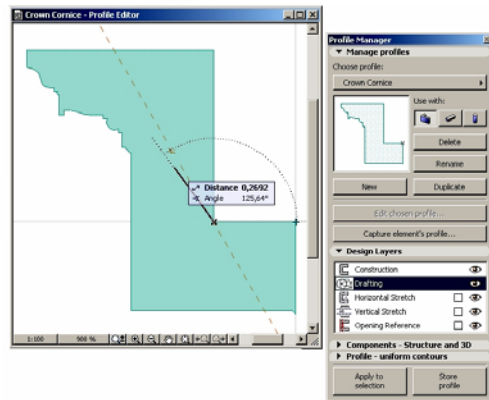 Crown Cornice - Profile Editor
Distance 0,2692
Angle 125,64°
1:100
900 %
Profile Manager
Manage profiles
Choose profile:
Crown Cornice
Use with:
Delete
Rename
New
Duplicate
Edit chosen profile...
Capture element's profile...
Design Layers
Construction
Drafting
Horizontal Stretch
Vertical Stretch
Opening Reference
Components - Structure and 3D
Profile - uniform contours
Apply to
selection
Store
profile